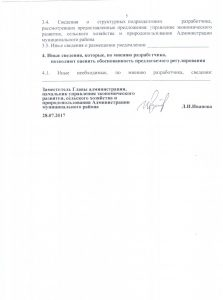 3.4. Сведения о структурных подразделениях разработчика,
рассмотревших предоставленные предложения: управление экономического
развития, сельского хозяйства и природопользования Администрации
муниципального района
3.5. Иные сведения о размещении уведомления:
4. Иные сведения, которые, по мнению разработчика,
позволяют оценить обоснованность предлагаемого регулирования
4.1. Иные необходимые, по мнению разработчика, сведения:
Заместитель Главы администрации,
начальник управления экономического
развития, сельского хозяйства и
природопользования Администрации
муниципального района Л.Н.Иванова
28.07.2017